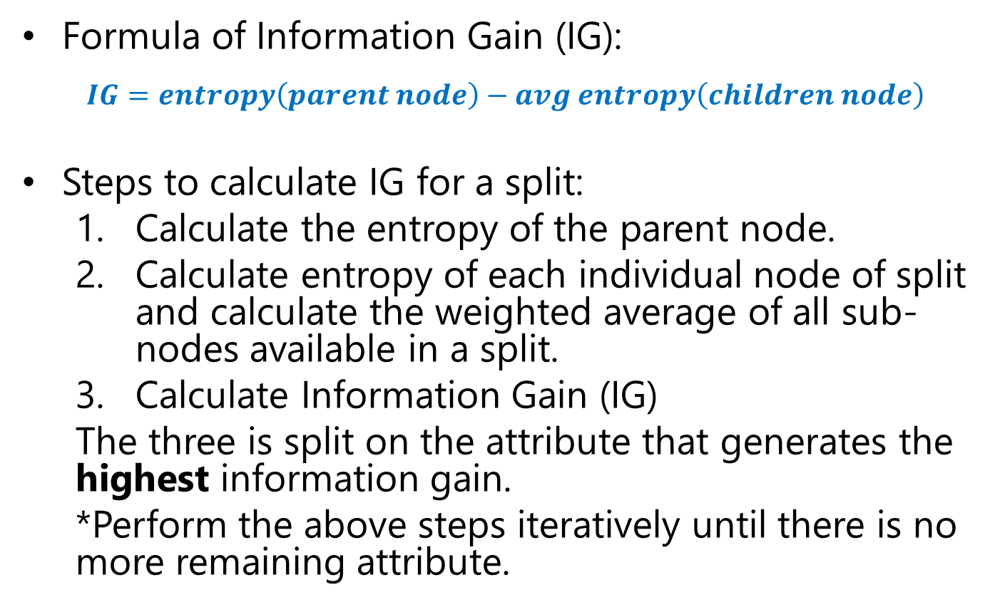 • Formula of Information Gain (IG):
IG = entropy(parent node) − avg entropy(children node)
• Steps to calculate IG for a split:
1. Calculate the entropy of the parent node.
2. Calculate entropy of each individual node of split
and calculate the weighted average of all sub-
nodes available in a split.
3. Calculate Information Gain (IG)
The three is split on the attribute that generates the
highest information gain.
*Perform the above steps iteratively until there is no
more remaining attribute.